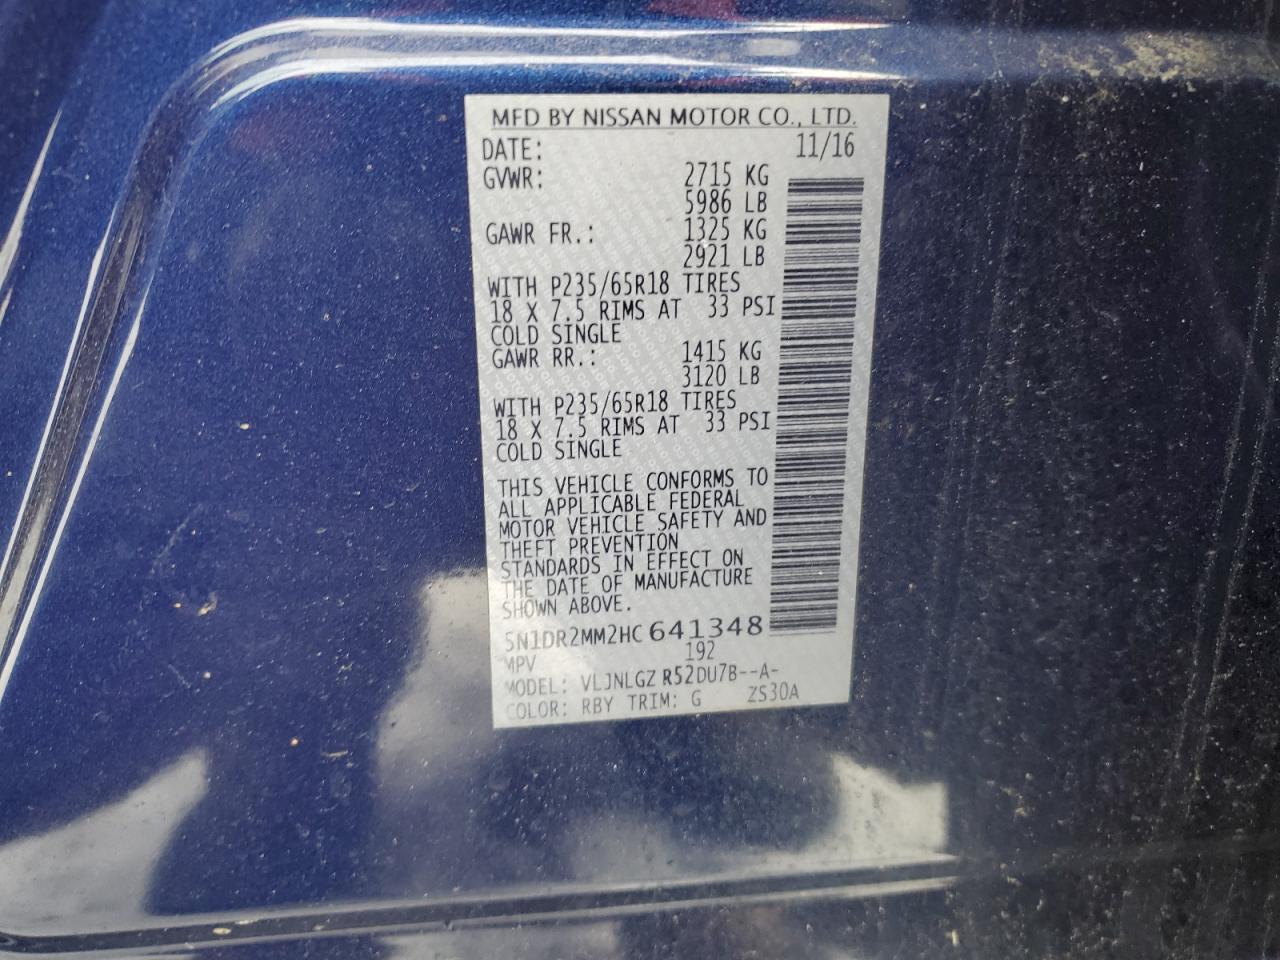 MFD BY NISSAN MOTOR CO., LTD.
DATE: 11/16
GVWR: 2715 KG
5986 LB
GAWR FR.: 1325 KG
2921 LB
WITH P235/65R18 TIRES
18 X 7.5 RIMS AT 33 PSI
COLD SINGLE
GAWR RR.: 1415 KG
3120 LB
WITH P235/65R18 TIRES
18 X 7.5 RIMS AT 33 PSI
COLD SINGLE
THIS VEHICLE CONFORMS TO
ALL APPLICABLE FEDERAL
MOTOR VEHICLE SAFETY AND
THEFT PREVENTION
STANDARDS IN EFFECT ON
THE DATE OF MANUFACTURE
SHOWN ABOVE.
5N1DR2MM2HC641348
MPV 192
MODEL: VLJNLGZ R52DU7B--A-
COLOR: RBY TRIM: G ZS30A